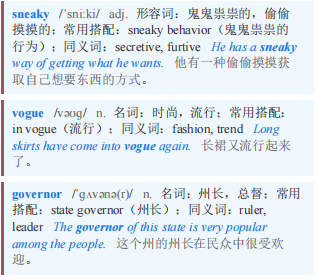 sneaky /ˈsniːki/ adj. 形容词：鬼鬼祟祟的，偷偷
摸摸的；常用搭配：sneaky behavior（鬼鬼祟祟的
行为）；同义词：secretive, furtive He has a sneaky
way of getting what he wants. 他有一种偷偷摸摸获
取自己想要东西的方式。
vogue /vəʊɡ/ n. 名词：时尚，流行；常用搭配：
in vogue（流行）；同义词：fashion, trend Long
skirts have come into vogue again. 长裙又流行起来
了。
governor /ˈɡʌvənə(r)/ n. 名词：州长，总督；常用
搭配：state governor（州长）；同义词：ruler,
leader The governor of this state is very popular
among the people. 这个州的州长在民众中很受欢
迎。